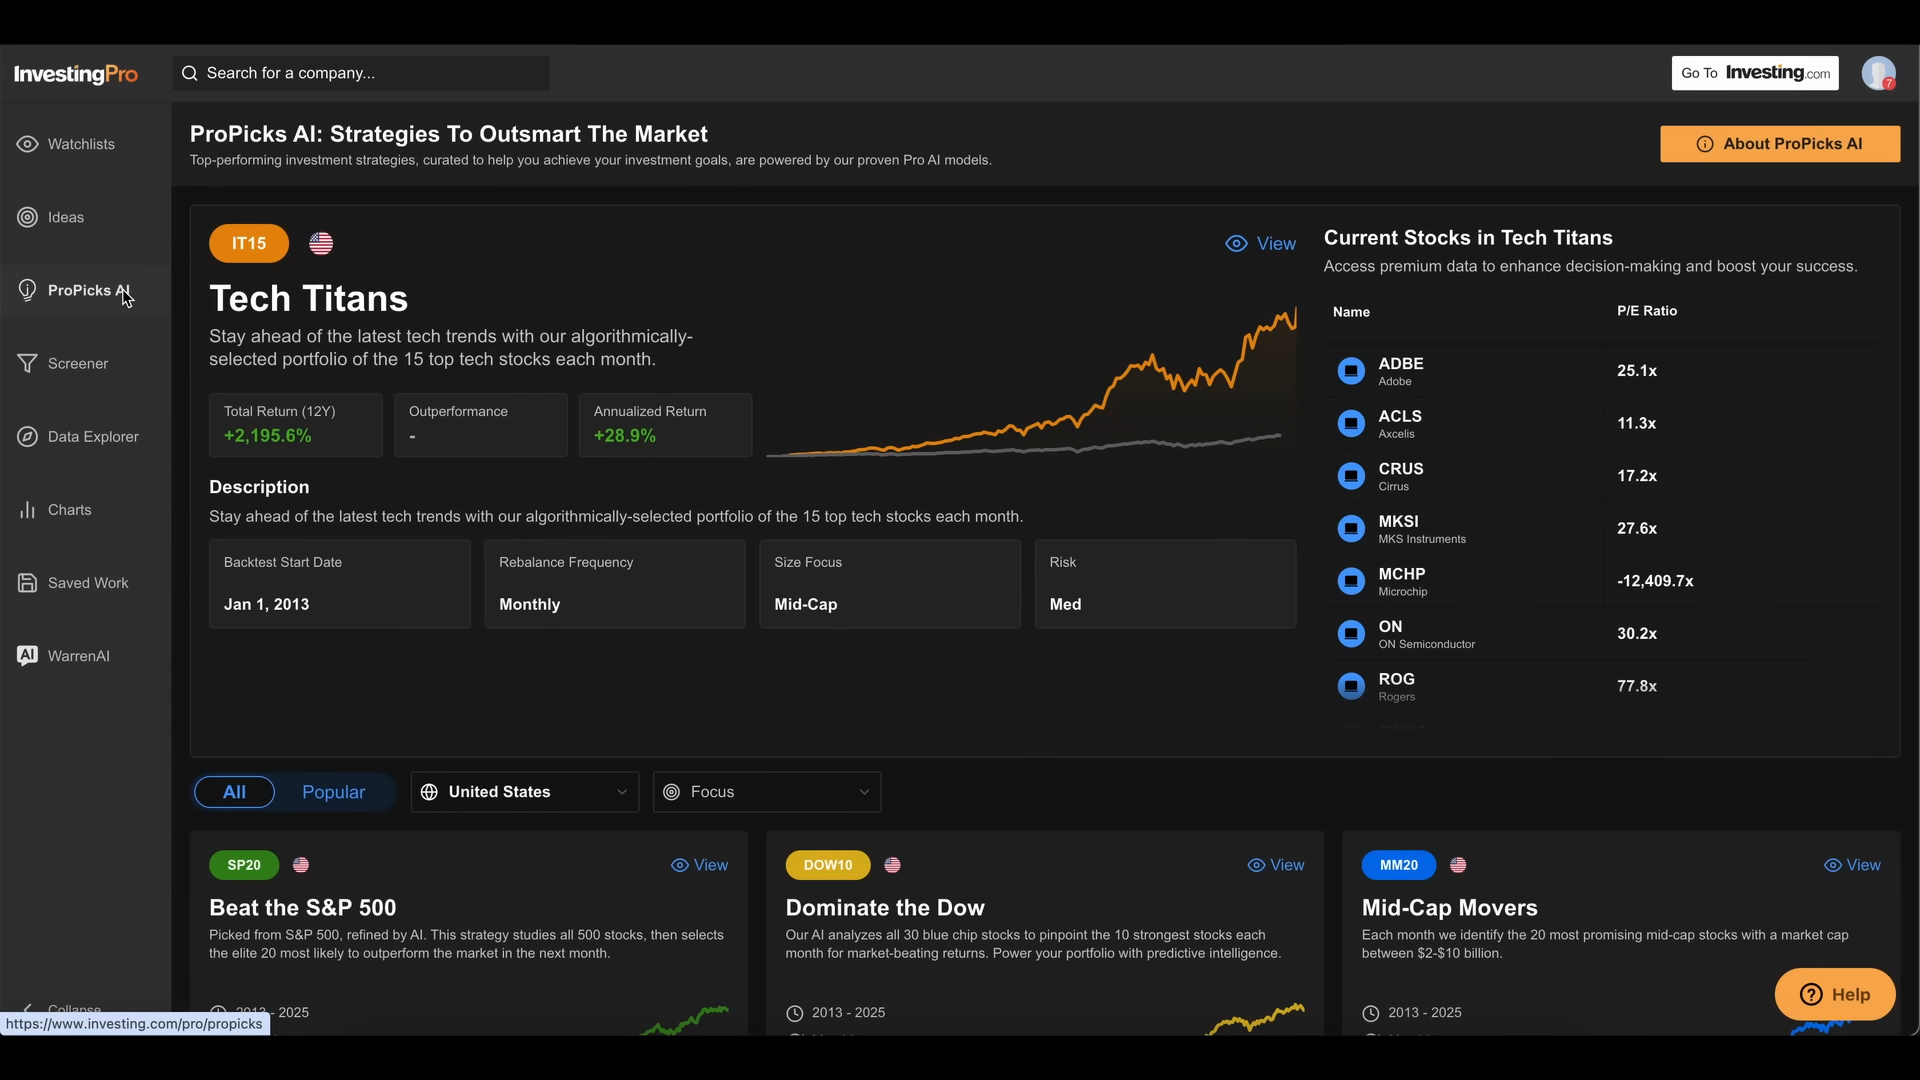 InvestingPro
Search for a company...
Go To Investing.com
7
Watchlists
Ideas
ProPicks AI
Screener
Data Explorer
Charts
Saved Work
AI WarrenAI
Collapse
https://www.investing.com/pro/propicks
ProPicks AI: Strategies To Outsmart The Market
Top-performing investment strategies, curated to help you achieve your investment goals, are powered by our proven Pro AI models.
About ProPicks AI
IT15
View
Tech Titans
Stay ahead of the latest tech trends with our algorithmically-
selected portfolio of the 15 top tech stocks each month.
Total Return (12Y)
+2,195.6%
Outperformance
-
Annualized Return
+28.9%
Description
Stay ahead of the latest tech trends with our algorithmically-selected portfolio of the 15 top tech stocks each month.
Backtest Start Date
Jan 1, 2013
Rebalance Frequency
Monthly
Size Focus
Mid-Cap
Risk
Med
Current Stocks in Tech Titans
Access premium data to enhance decision-making and boost your success.
Name P/E Ratio
ADBE
Adobe
25.1x
ACLS
Axcelis
11.3x
CRUS
Cirrus
17.2x
MKSI
MKS Instruments
27.6x
MCHP
Microchip
-12,409.7x
ON
ON Semiconductor
30.2x
ROG
Rogers
77.8x
All Popular United States Focus
SP20
View
Beat the S&P 500
Picked from S&P 500, refined by AI. This strategy studies all 500 stocks, then selects
the elite 20 most likely to outperform the market in the next month.
2013 - 2025
DOW10
View
Dominate the Dow
Our AI analyzes all 30 blue chip stocks to pinpoint the 10 strongest stocks each
month for market-beating returns. Power your portfolio with predictive intelligence.
2013 - 2025
MM20
View
Mid-Cap Movers
Each month we identify the 20 most promising mid-cap stocks with a market cap
between $2-$10 billion.
2013 - 2025
Help